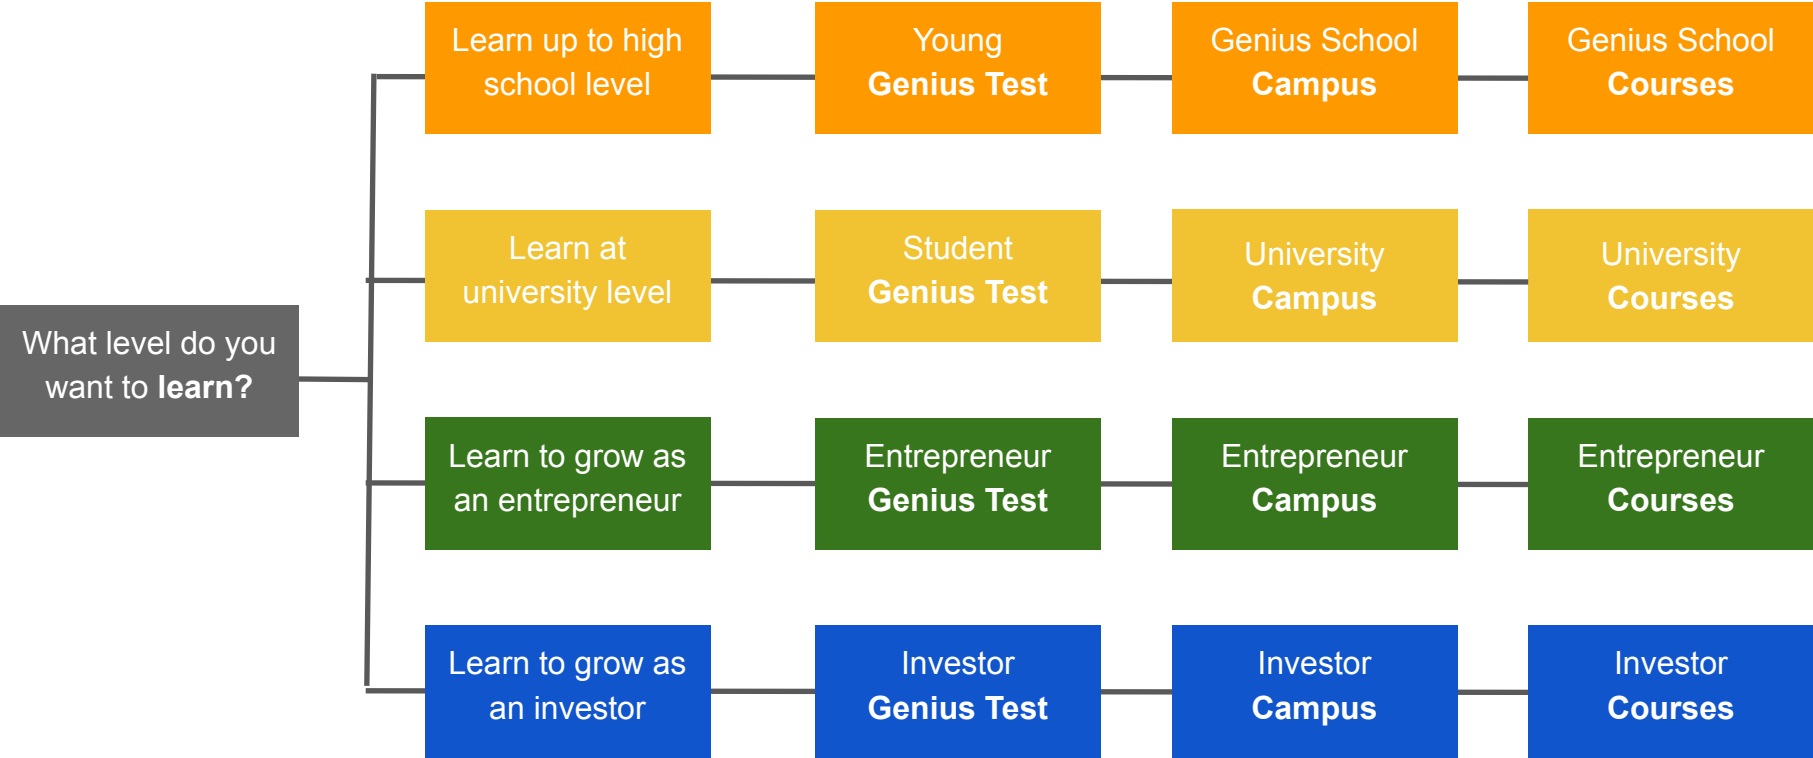 Learn up to high
school level
Young
Genius Test
Genius School
Campus
Genius School
Courses
Learn at
university level
Student
Genius Test
University
Campus
University
Courses
What level do you
want to learn?
Learn to grow as
an entrepreneur
Entrepreneur
Genius Test
Entrepreneur
Campus
Entrepreneur
Courses
Learn to grow as
an investor
Investor
Genius Test
Investor
Campus
Investor
Courses